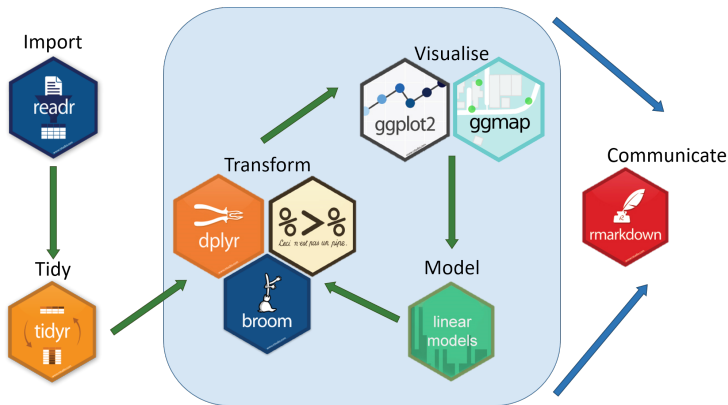 Import
readr
Tidy
tidyr
Transform
dplyr
%>%
Ceci n'est pas un pipe.
broom
Visualise
ggplot2
ggmap
Model
linear
models
Communicate
rmarkdown